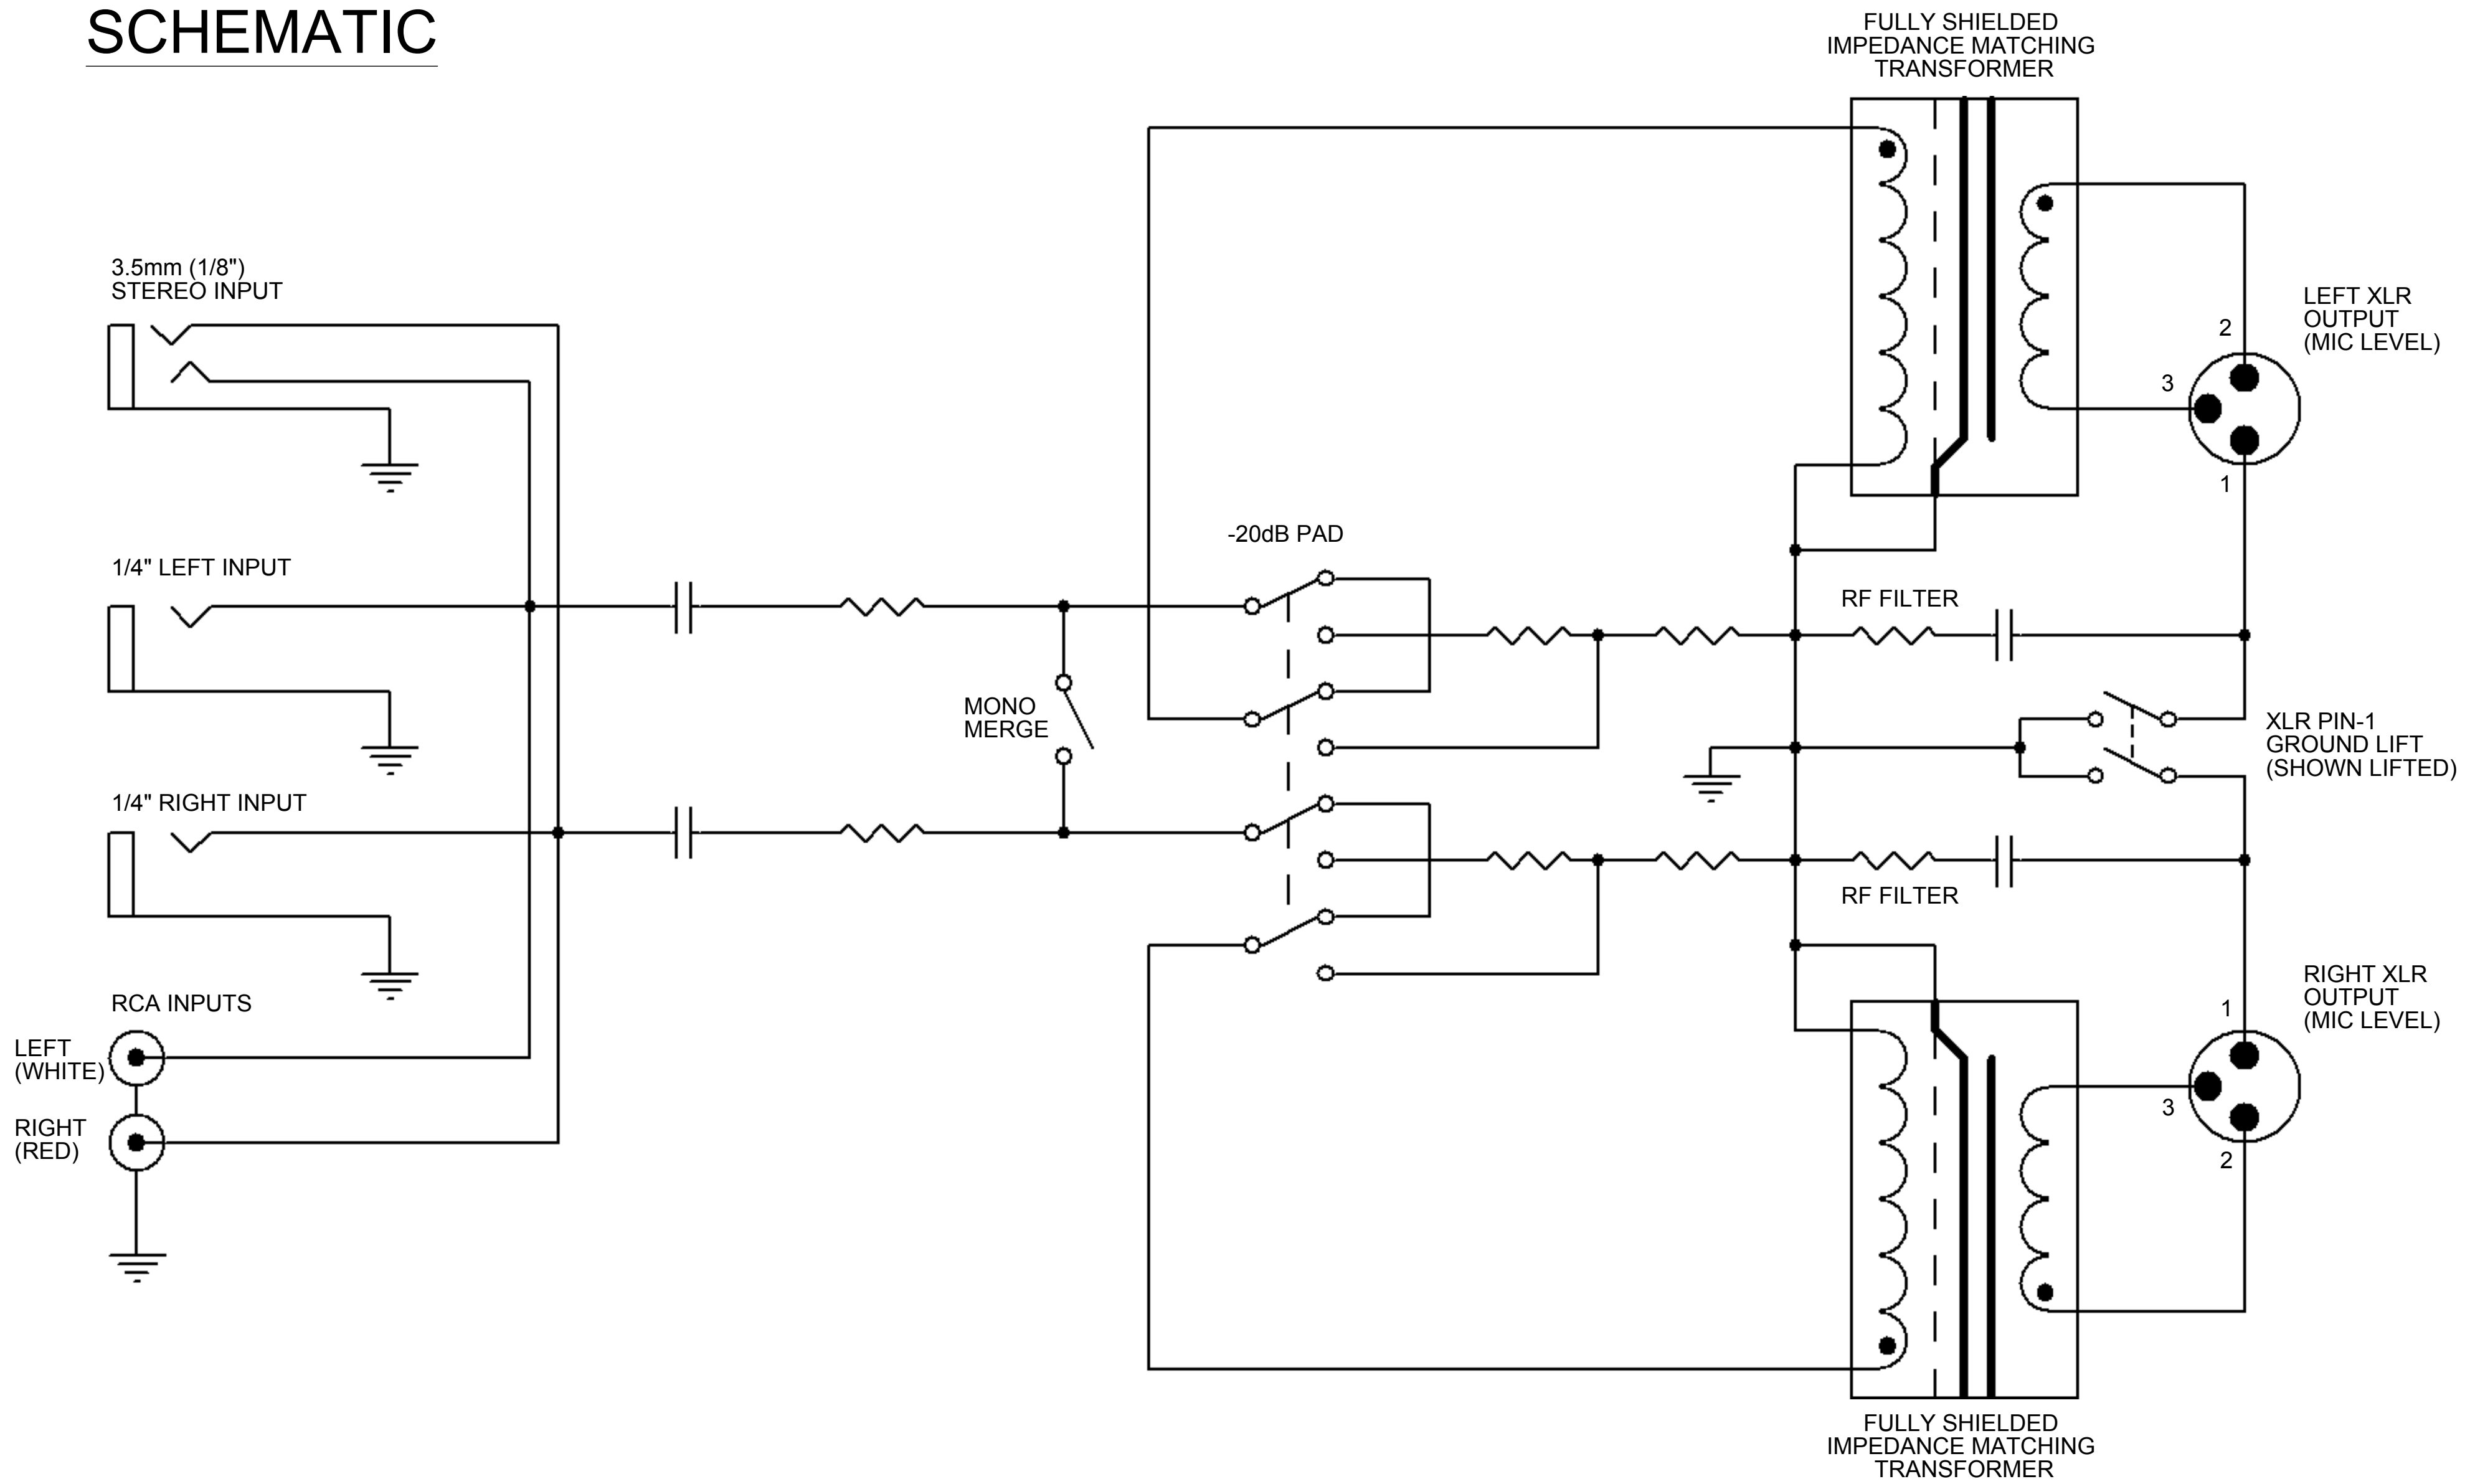 SCHEMATIC
FULLY SHIELDED
IMPEDANCE MATCHING
TRANSFORMER
3.5mm (1/8")
STEREO INPUT
LEFT XLR
OUTPUT
(MIC LEVEL)
2
3
1
-20dB PAD
1/4" LEFT INPUT
RF FILTER
MONO
MERGE
XLR PIN-1
GROUND LIFT
(SHOWN LIFTED)
1/4" RIGHT INPUT
RF FILTER
RCA INPUTS
LEFT
(WHITE)
RIGHT
(RED)
RIGHT XLR
OUTPUT
(MIC LEVEL)
1
3
2
FULLY SHIELDED
IMPEDANCE MATCHING
TRANSFORMER